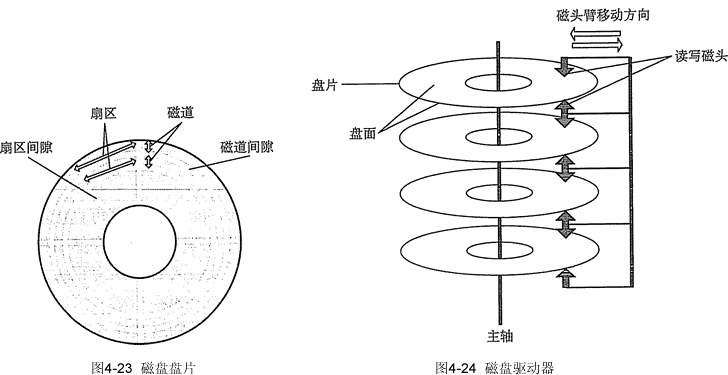 磁头臂移动方向
读写磁头
盘片
盘面
扇区
磁道
扇区间隙
磁道间隙
主轴
图4-23 磁盘盘片
图4-24 磁盘驱动器